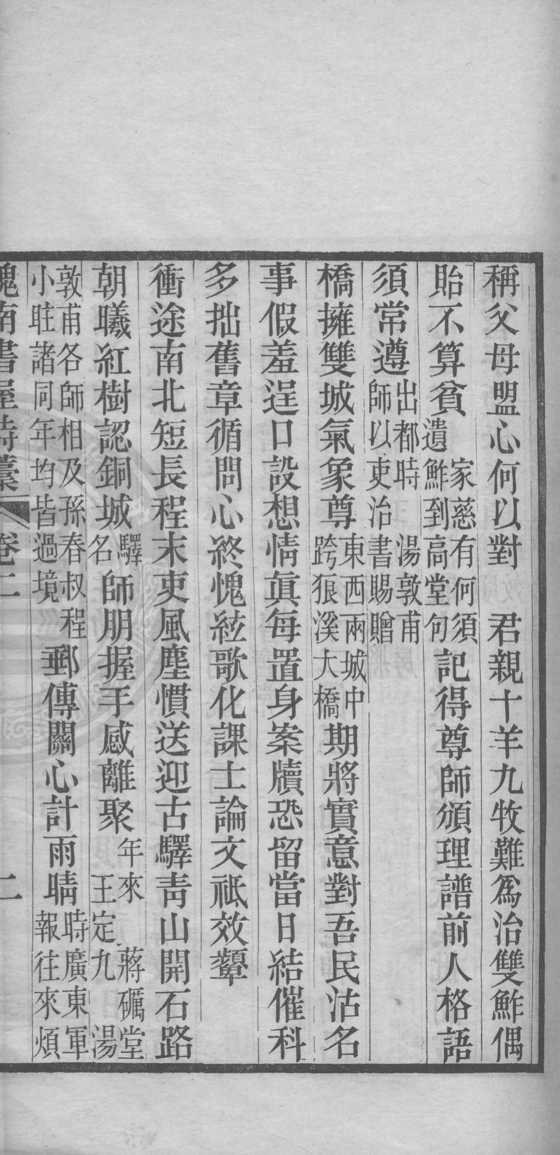 稱父母盟心何以對　君親十羊九牧難爲治雙鮓偶
貽不算貧家慈有何須遺鮮到高堂句記得尊師頒理譜前人格語
須常遵出都時湯敦甫師以吏治書賜贈
橋擁雙城氣象尊東西兩城中跨狼溪大橋期將實意對吾民沽名
事假羞逞口設想情眞每置身案牘恐留當日結催科
多拙舊章循問心終愧絃歌化課士論文祗效顰
衝途南北短長程末吏風塵慣送迎古驛靑山開石路
朝曦紅樹認銅城驛名師朋握手感離聚年來蔣礪堂王定九湯
敦甫各師相及孫春叔程小駐諸同年均皆過境郵傳關心計雨晴時廣東軍報往來煩
南書屋詩藁　卷二　二